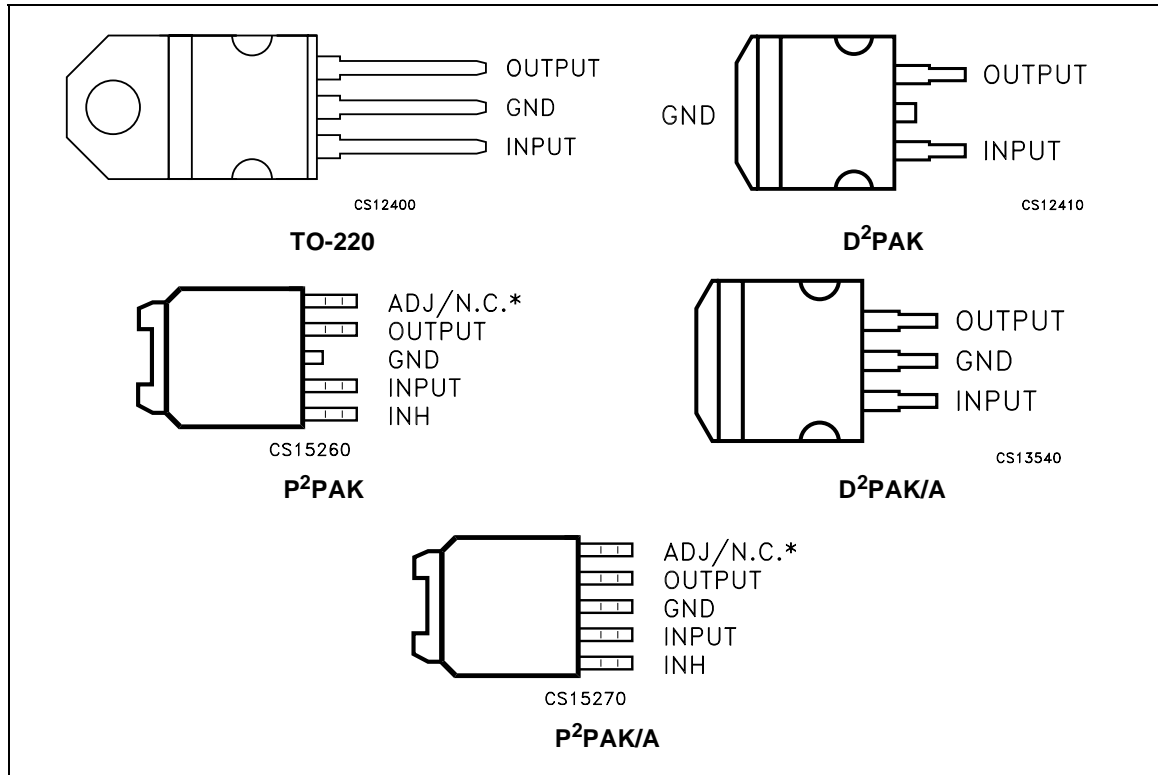 OUTPUT
GND
INPUT
CS12400
TO-220
GND
OUTPUT
INPUT
CS12410
D²PAK
ADJ/N.C.*
OUTPUT
GND
INPUT
INH
CS15260
P²PAK
OUTPUT
GND
INPUT
CS13540
D²PAK/A
ADJ/N.C.*
OUTPUT
GND
INPUT
INH
CS15270
P²PAK/A